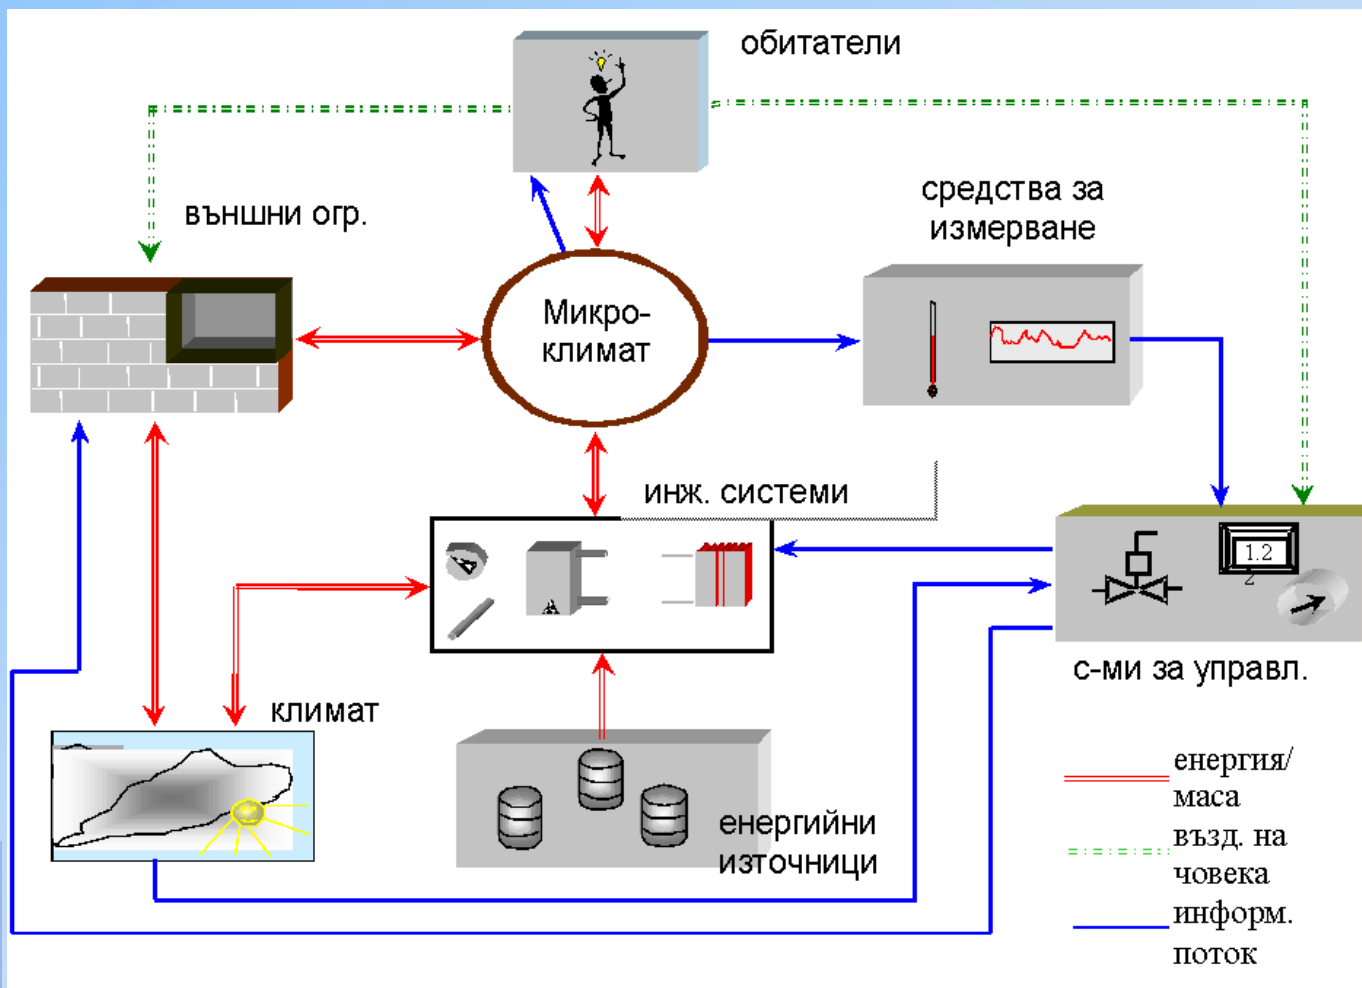 обитатели
средства за
измерване
външни огр.
Микро-
климат
инж. системи
1.2
2
с-ми за управл.
климат
енергийни
източници
енергия/
маса
възд. на
човека
информ.
поток